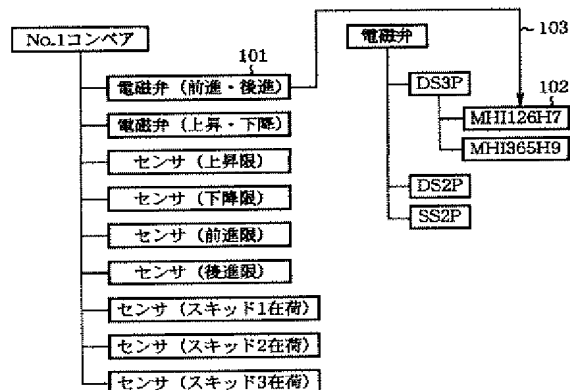 No.1コンベア
101
電磁弁（前進・後進）
電磁弁（上昇・下降）
センサ（上昇限）
センサ（下降限）
センサ（前進限）
センサ（後進限）
センサ（スキッド1在荷）
センサ（スキッド2在荷）
センサ（スキッド3在荷）
電磁弁
103
DS3P
102
MHI126H7
MHI365H9
DS2P
SS2P